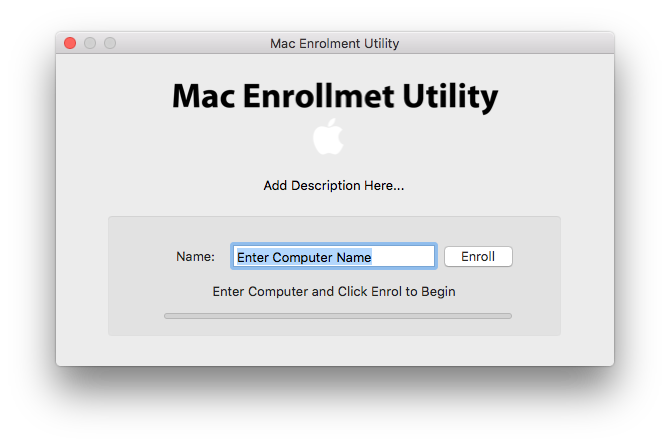 Mac Enrolment Utility
Mac Enrollmet Utility
Add Description Here...
Name: Enter Computer Name Enroll
Enter Computer and Click Enrol to Begin